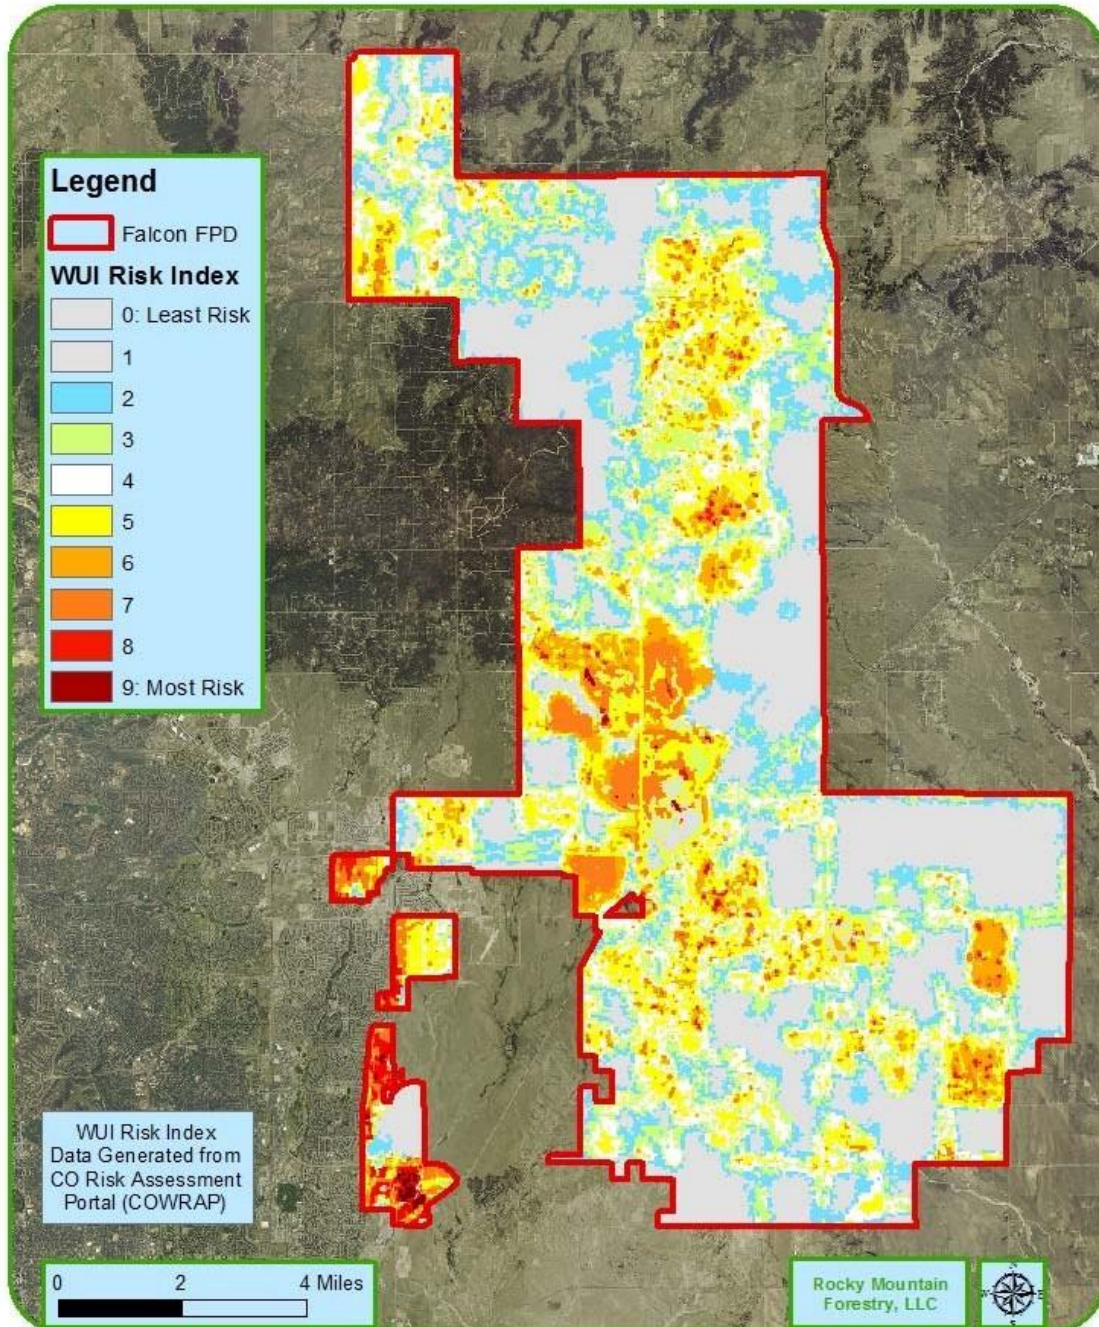 Legend
Falcon FPD
WUI Risk Index
0: Least Risk
1
2
3
4
5
6
7
8
9: Most Risk
WUI Risk Index
Data Generated from
CO Risk Assessment
Portal (COWRAP)
0 2 4 Miles
Rocky Mountain
Forestry, LLC
N
W E
S